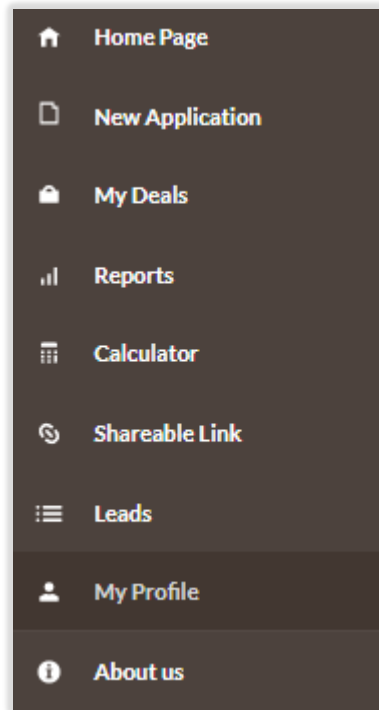 Home Page
New Application
My Deals
Reports
Calculator
Shareable Link
Leads
My Profile
About us